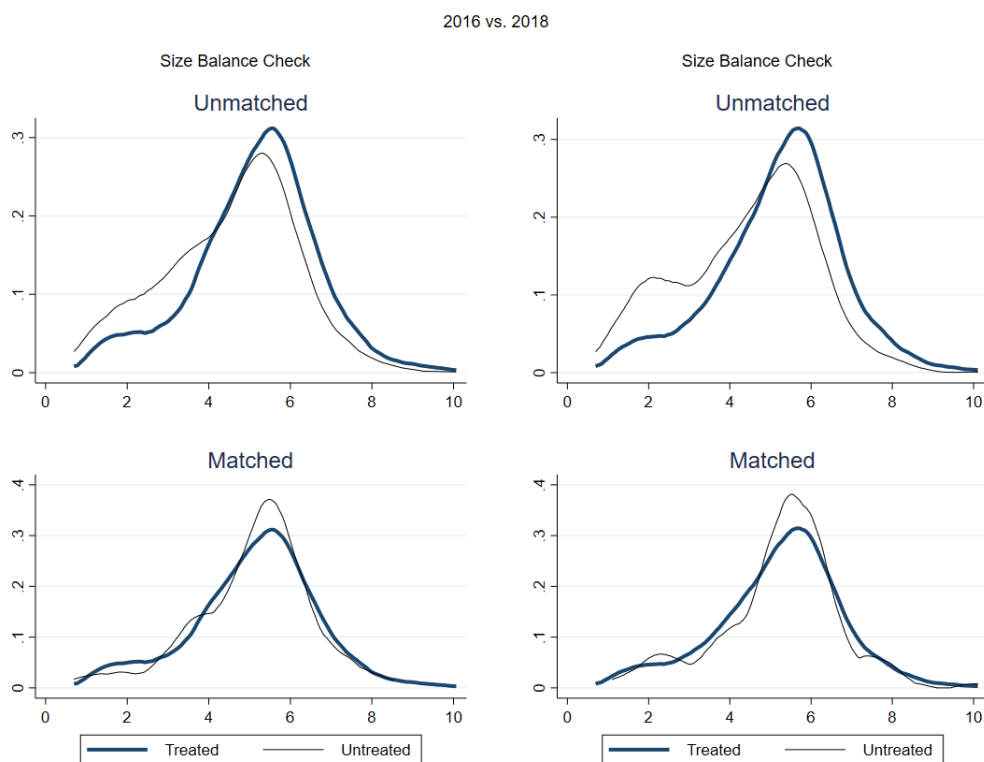 2016 vs. 2018
Size Balance Check
Unmatched
.3
.2
.1
0
0 2 4 6 8 10
Matched
.4
.3
.2
.1
0
0 2 4 6 8 10
Treated Untreated
Size Balance Check
Unmatched
.3
.2
.1
0
0 2 4 6 8 10
Matched
.4
.3
.2
.1
0
0 2 4 6 8 10
Treated Untreated